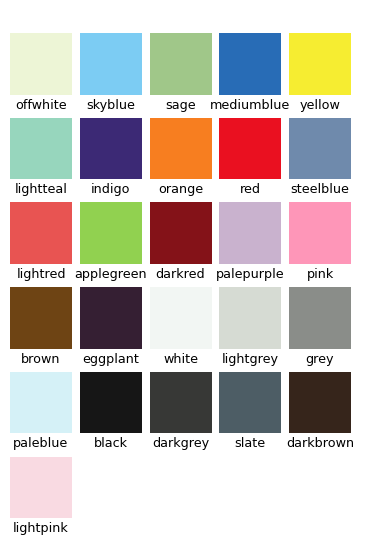 offwhite skyblue sage mediumblue yellow
lightteal indigo orange red steelblue
lightred applegreen darkred palepurple pink
brown eggplant white lightgrey grey
paleblue black darkgrey slate darkbrown
lightpink